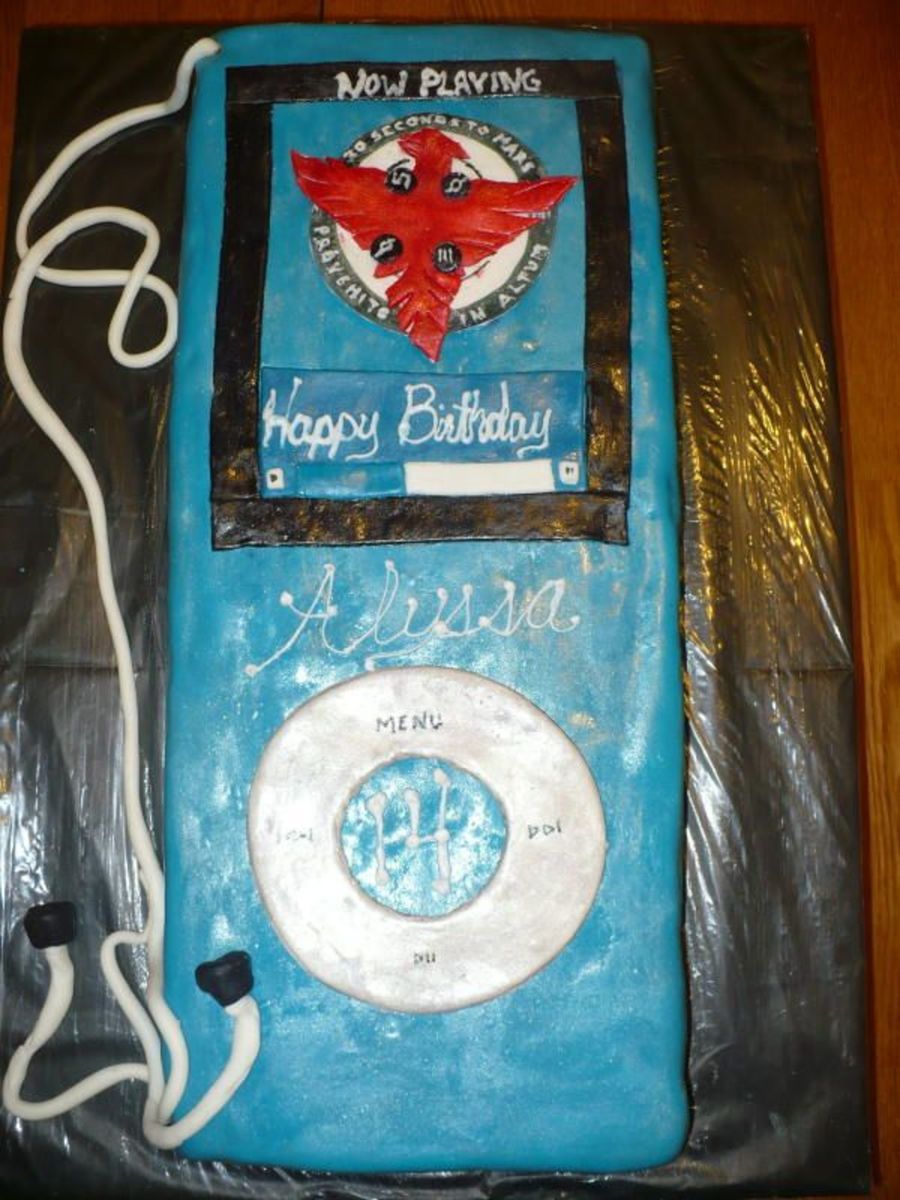 NOW PLAYING
30 SECONDS TO MARS
PROVEHITO IN ALTUM
Happy Birthday
Alyssa
MENU
14